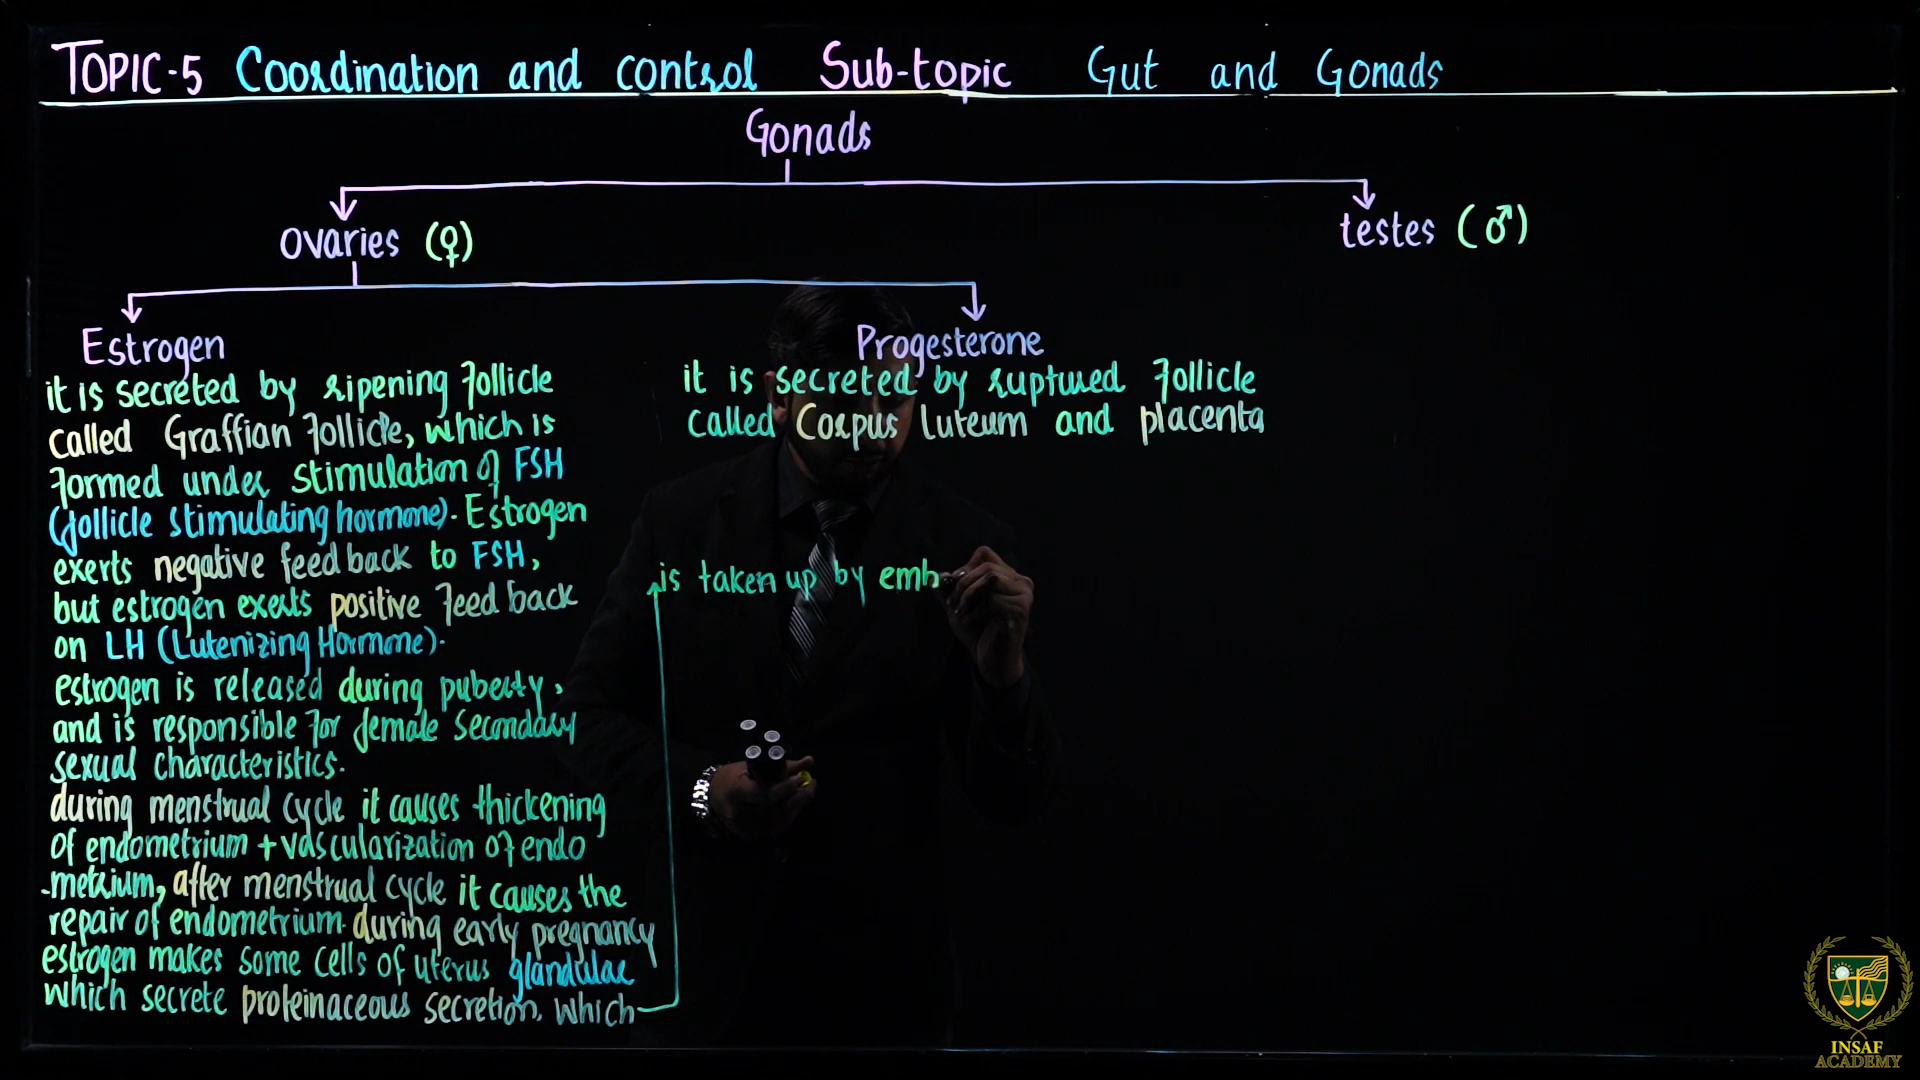 TOPIC-5 Coordination and control Sub-topic Gut and Gonads
Gonads
ovaries (♀)
testes (♂)
Estrogen
it is secreted by ripening follicle
called Graffian follicle, which is
formed under stimulation of FSH
(follicle stimulating hormone). Estrogen
exerts negative feed back to FSH,
but estrogen exerts positive feed back
on LH (Lutenizing Hormone).
estrogen is released during puberty,
and is responsible for female secondary
sexual characteristics.
during menstrual cycle it causes thickening
of endometrium + vascularization of endo
-metrium, after menstrual cycle it causes the
repair of endometrium. during early pregnancy
estrogen makes some cells of uterus glandular
which secrete proteinaceous secretion. which
is taken up by emb
Progesterone
it is secreted by ruptured follicle
called Corpus luteum and placenta
INSAF
ACADEMY